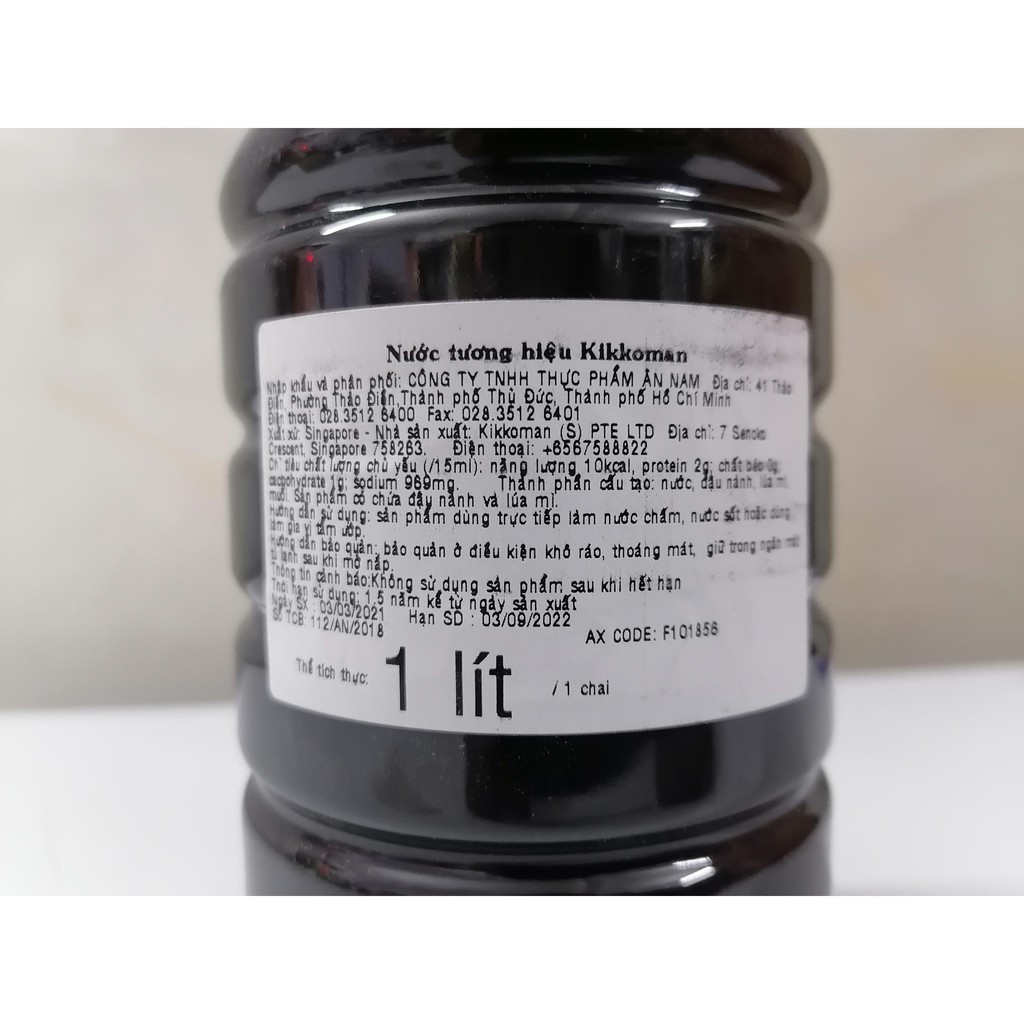 Nước tương hiệu Kikkoman
Nhập khẩu và phân phối: CÔNG TY TNHH THỰC PHẨM ÂN NAM Địa chỉ: 41 Thảo
Điền, Phường Thảo Điền, Thành phố Thủ Đức, Thành phố Hồ Chí Minh
Điện thoại: 028.3512 6400 Fax: 028.3512 6401
Xuất xứ: Singapore - Nhà sản xuất: Kikkoman (S) PTE LTD Địa chỉ: 7 Senoko
Crescent, Singapore 758263. Điện thoại: +6567588822
Chỉ tiêu chất lượng chủ yếu (/15ml): năng lượng 10kcal, protein 2g; chất béo 0g;
cacbohydrate 1g; sodium 969mg. Thành phần cấu tạo: nước, đậu nành, lúa mì,
muối. Sản phẩm có chứa đậu nành và lúa mì.
Hướng dẫn sử dụng: sản phẩm dùng trực tiếp làm nước chấm, nước sốt hoặc dùng
làm gia vị tẩm ướp.
Hướng dẫn bảo quản: bảo quản ở điều kiện khô ráo, thoáng mát, giữ trong ngăn mát
tủ lạnh sau khi mở nắp.
Thông tin cảnh báo:Không sử dụng sản phẩm sau khi hết hạn
Thời hạn sử dụng: 1,5 năm kể từ ngày sản xuất
Ngày SX : 03/03/2021 Hạn SD : 03/09/2022
Số TCB: 112/AN/2018 AX CODE: F101856
Thể tích thực: 1 lít / 1 chai